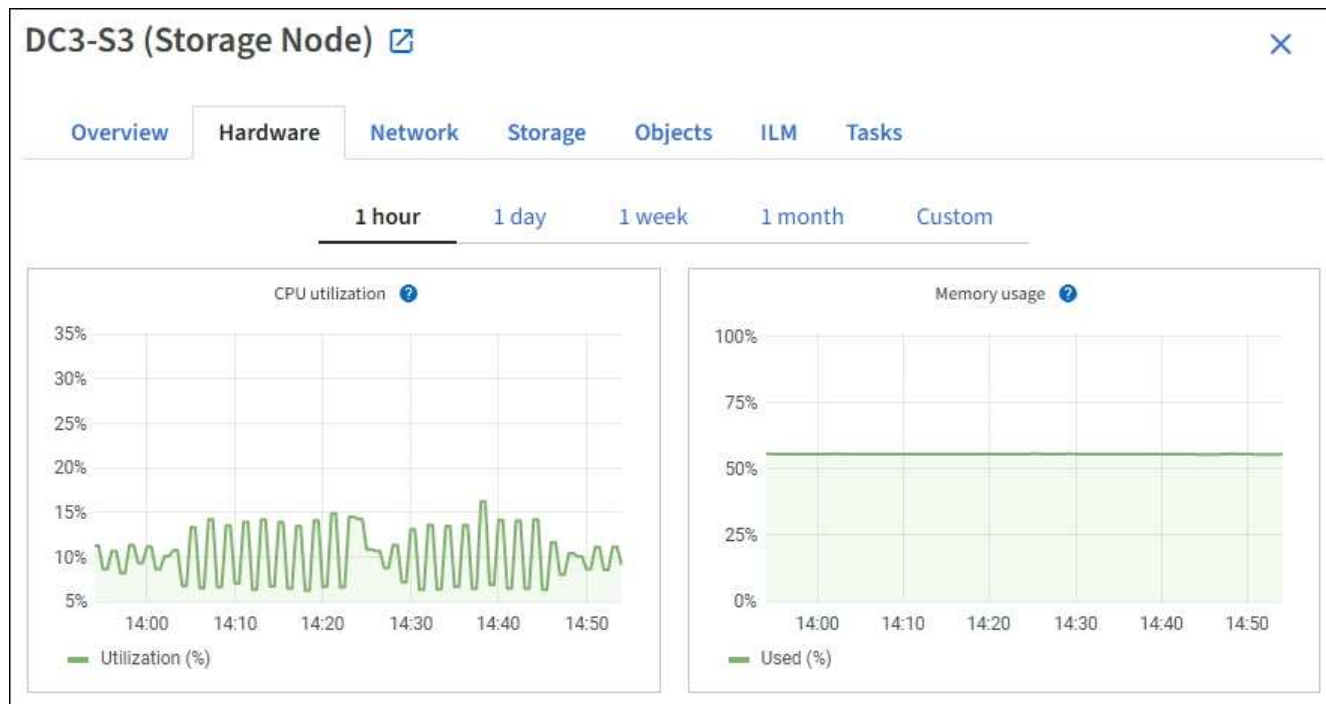 DC3-S3 (Storage Node)
Overview Hardware Network Storage Objects ILM Tasks
1 hour 1 day 1 week 1 month Custom
CPU utilization ?
35%
30%
25%
20%
15%
10%
5%
14:00 14:10 14:20 14:30 14:40 14:50
Utilization (%)
Memory usage ?
100%
75%
50%
25%
0%
14:00 14:10 14:20 14:30 14:40 14:50
Used (%)